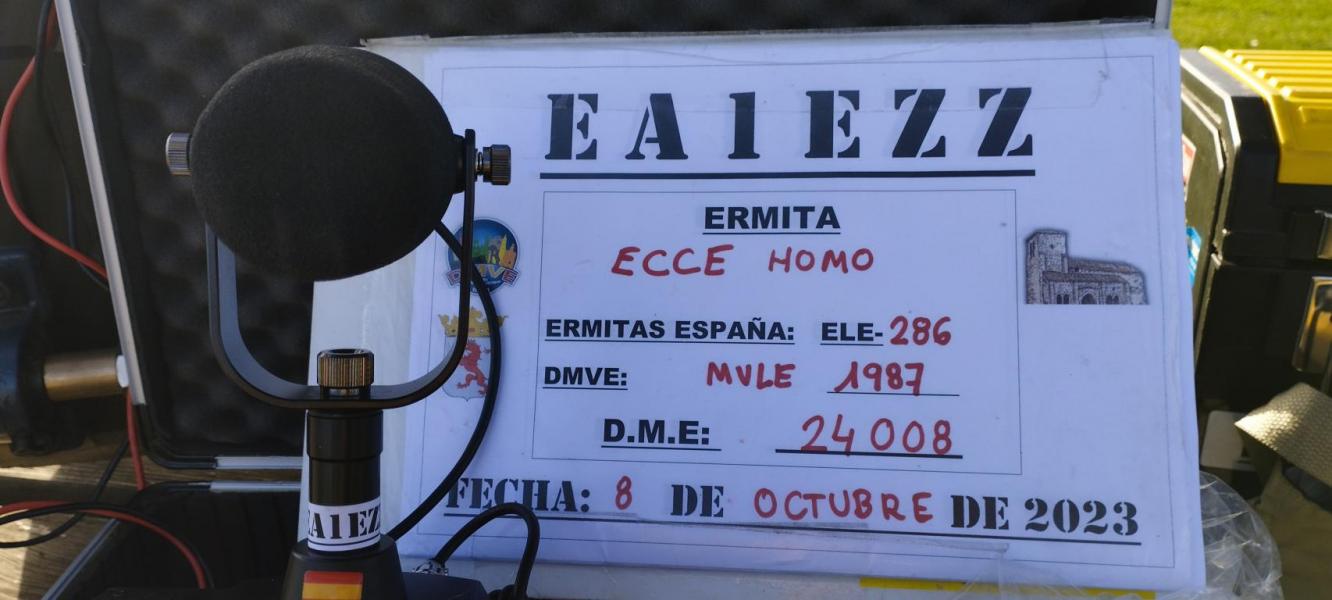 EA1EZZ
ERMITA
ECCE HOMO
ERMITAS ESPAÑA: ELE-286
DMVE: MVLE 1987
D.M.E: 24008
FECHA: 8 DE OCTUBRE DE 2023
EA1EZ